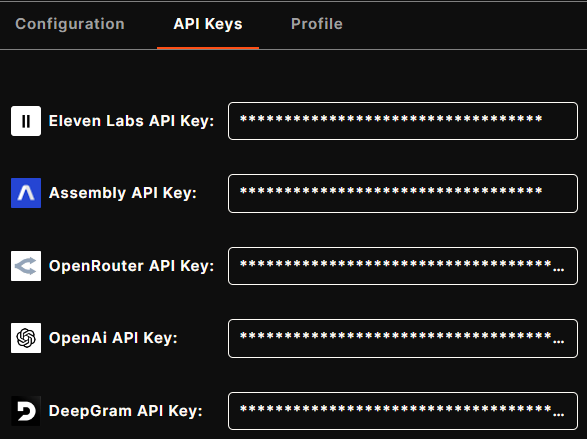 Configuration API Keys Profile
Eleven Labs API Key: **********************************
Assembly API Key: **********************************
OpenRouter API Key: ***********************************...
OpenAi API Key: ***********************************...
DeepGram API Key: ***********************************...